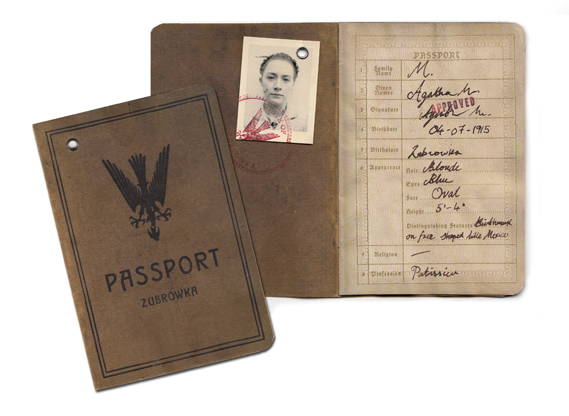 PASSPORT
ZUBROWKA
PASSPORT
1 Family Name M.
2 Given Names Agatha M.
3 Signature Agatha M.
APPROVED
4 Birthdate 04-07-1915
5 Birthplace Zubrowka
6 Appearance Hair Blonde
Eyes Blue
Face Oval
Height 5'-4"
Distinguishing Features Birthmark
on face shaped like Mexico
7 Religion —
8 Profession Patissier